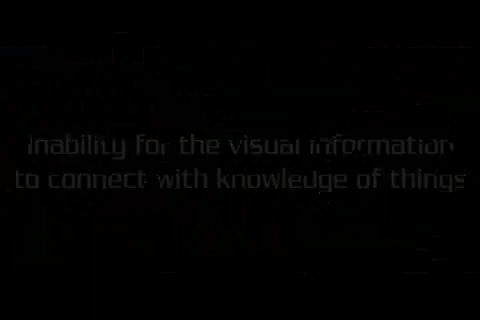 Inability for the visual information
to connect with knowledge of things